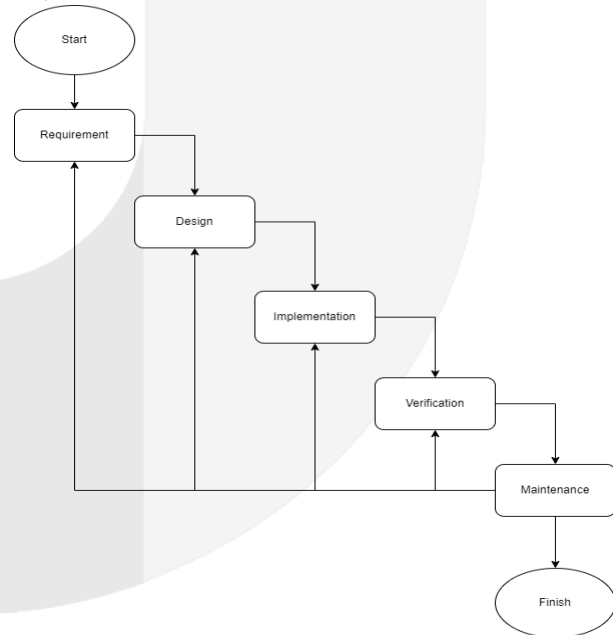 Start
Requirement
Design
Implementation
Verification
Maintenance
Finish